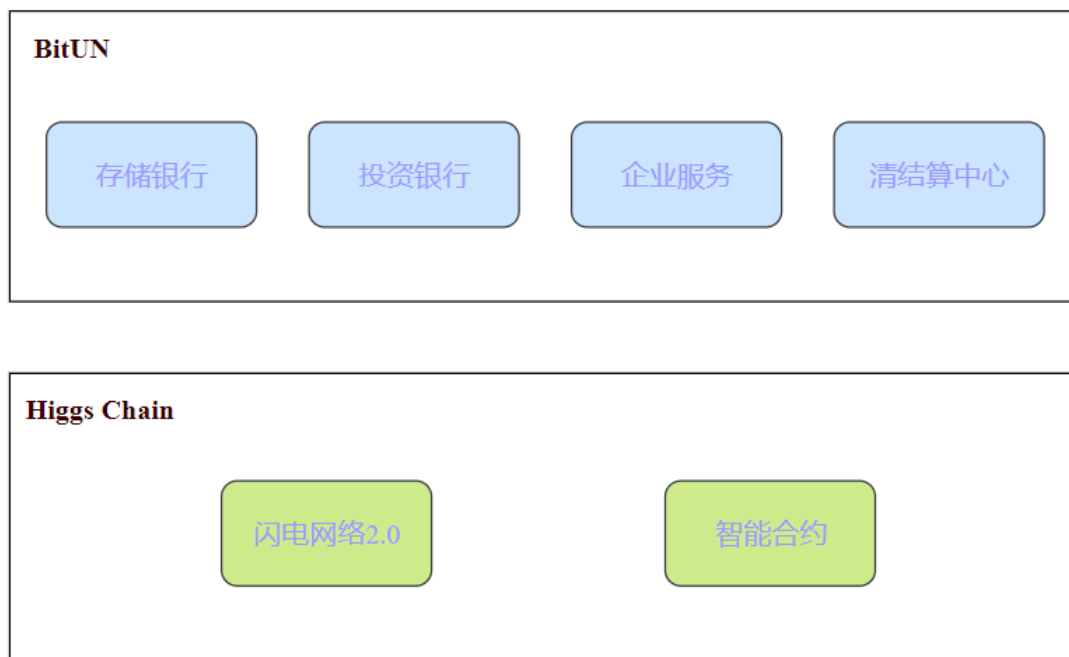 BitUN
存储银行
投资银行
企业服务
清结算中心
Higgs Chain
闪电网络2.0
智能合约